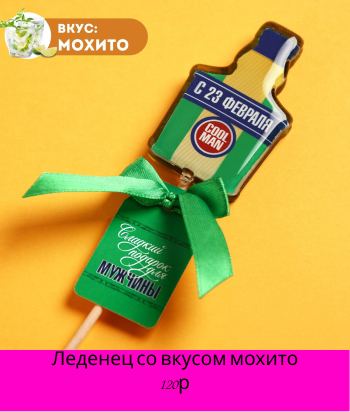 ВКУС:
МОХИТО
С 23 ФЕВРАЛЯ
COOL
MAN
Сладкий
подарок
для
МУЖЧИНЫ
Леденец со вкусом мохито
120р